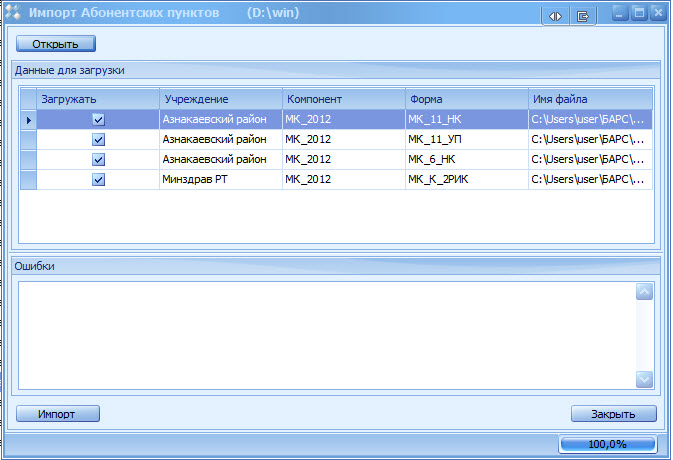 Импорт Абонентских пунктов (D:\win)
Открыть
Данные для загрузки
Загружать Учреждение Компонент Форма Имя файла
Азнакаевский район МК_2012 МК_11_НК C:\Users\user\БАРС\...
Азнакаевский район МК_2012 МК_11_УП C:\Users\user\БАРС\...
Азнакаевский район МК_2012 МК_6_НК C:\Users\user\БАРС\...
Минздрав РТ МК_2012 МК_К_2РИК C:\Users\user\БАРС\...
Ошибки
Импорт Закрыть
100,0%